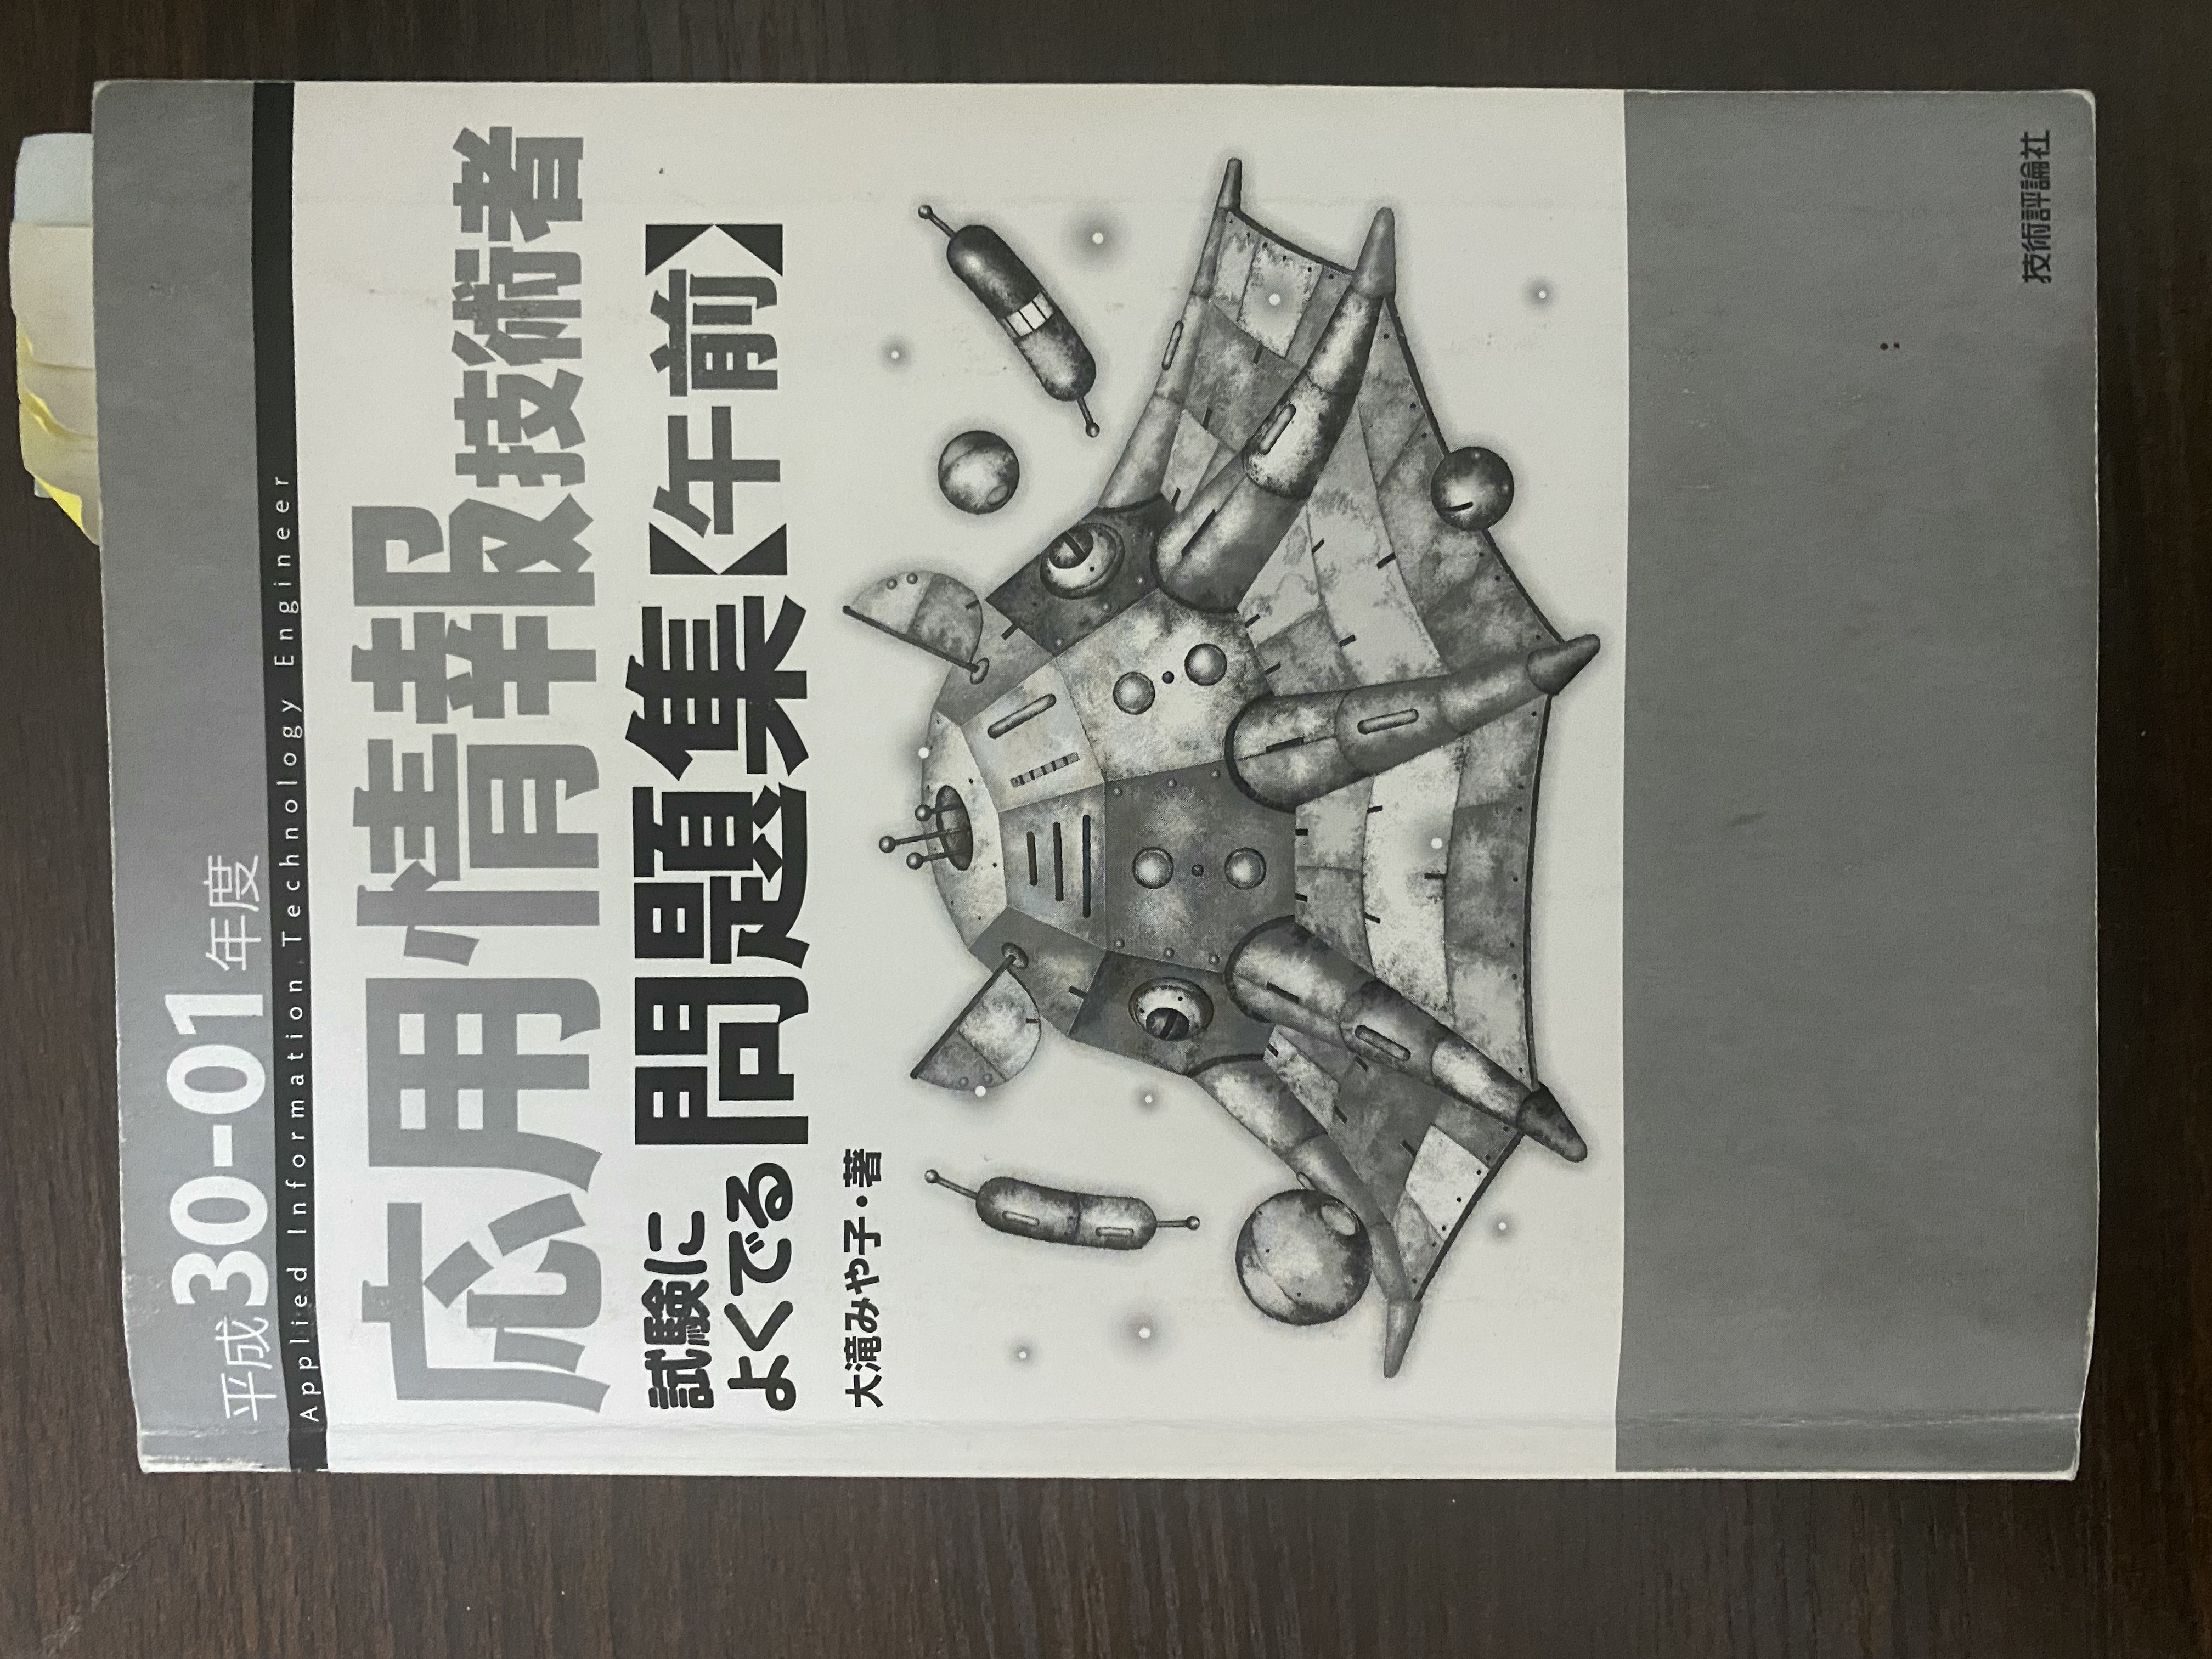 平成30-01年度
Applied Information Technology Engineer
応用情報技術者
試験に
よくでる
問題集【午前】
大滝みや子・著
技術評論社